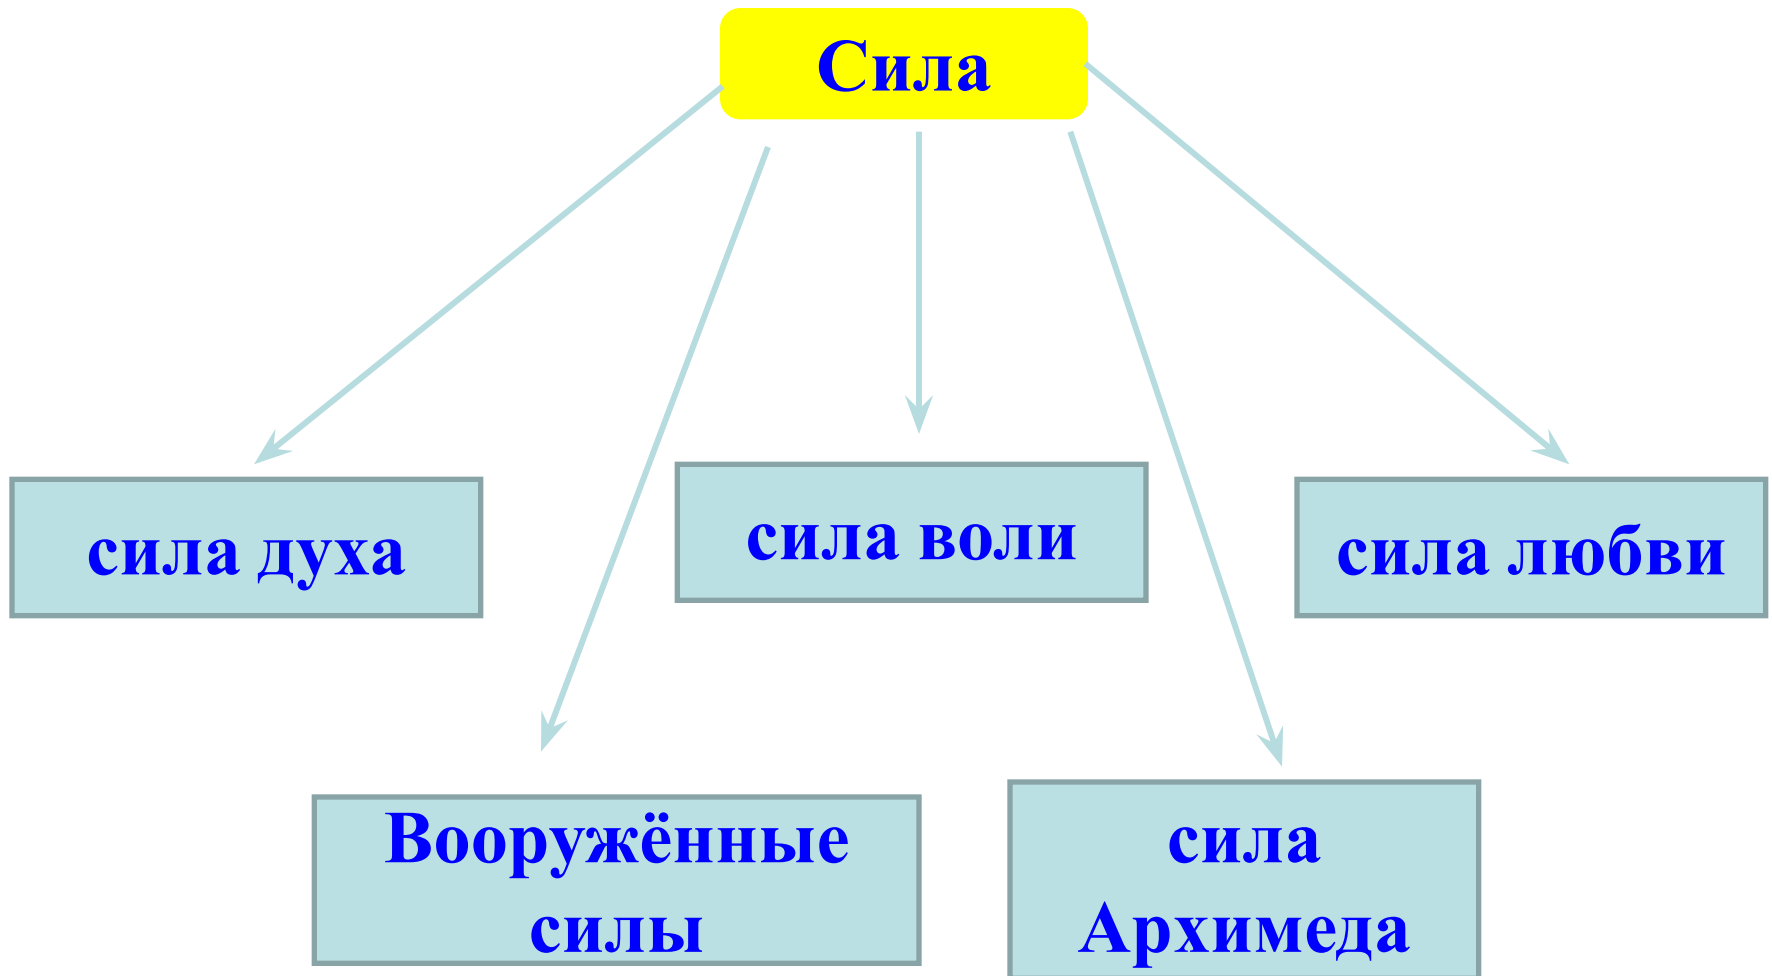 Сила
сила духа
сила воли
сила любви
Вооружённые
силы
сила
Архимеда